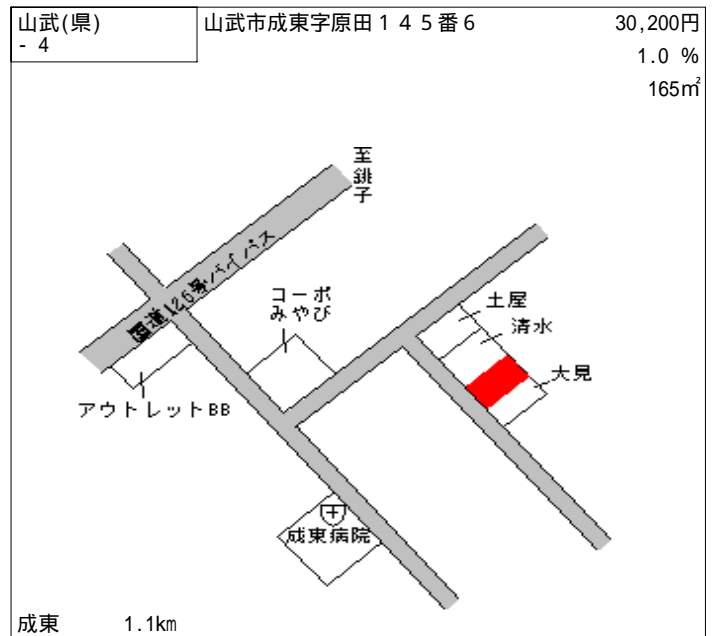 山武(県)
- 4
山武市成東字原田１４５番６
30,200円
1.0 %
165㎡
至銚子
国道126号バイパス
コーポ
みやび
土屋
清水
大見
アウトレットBB
成東病院
成東 1.1km